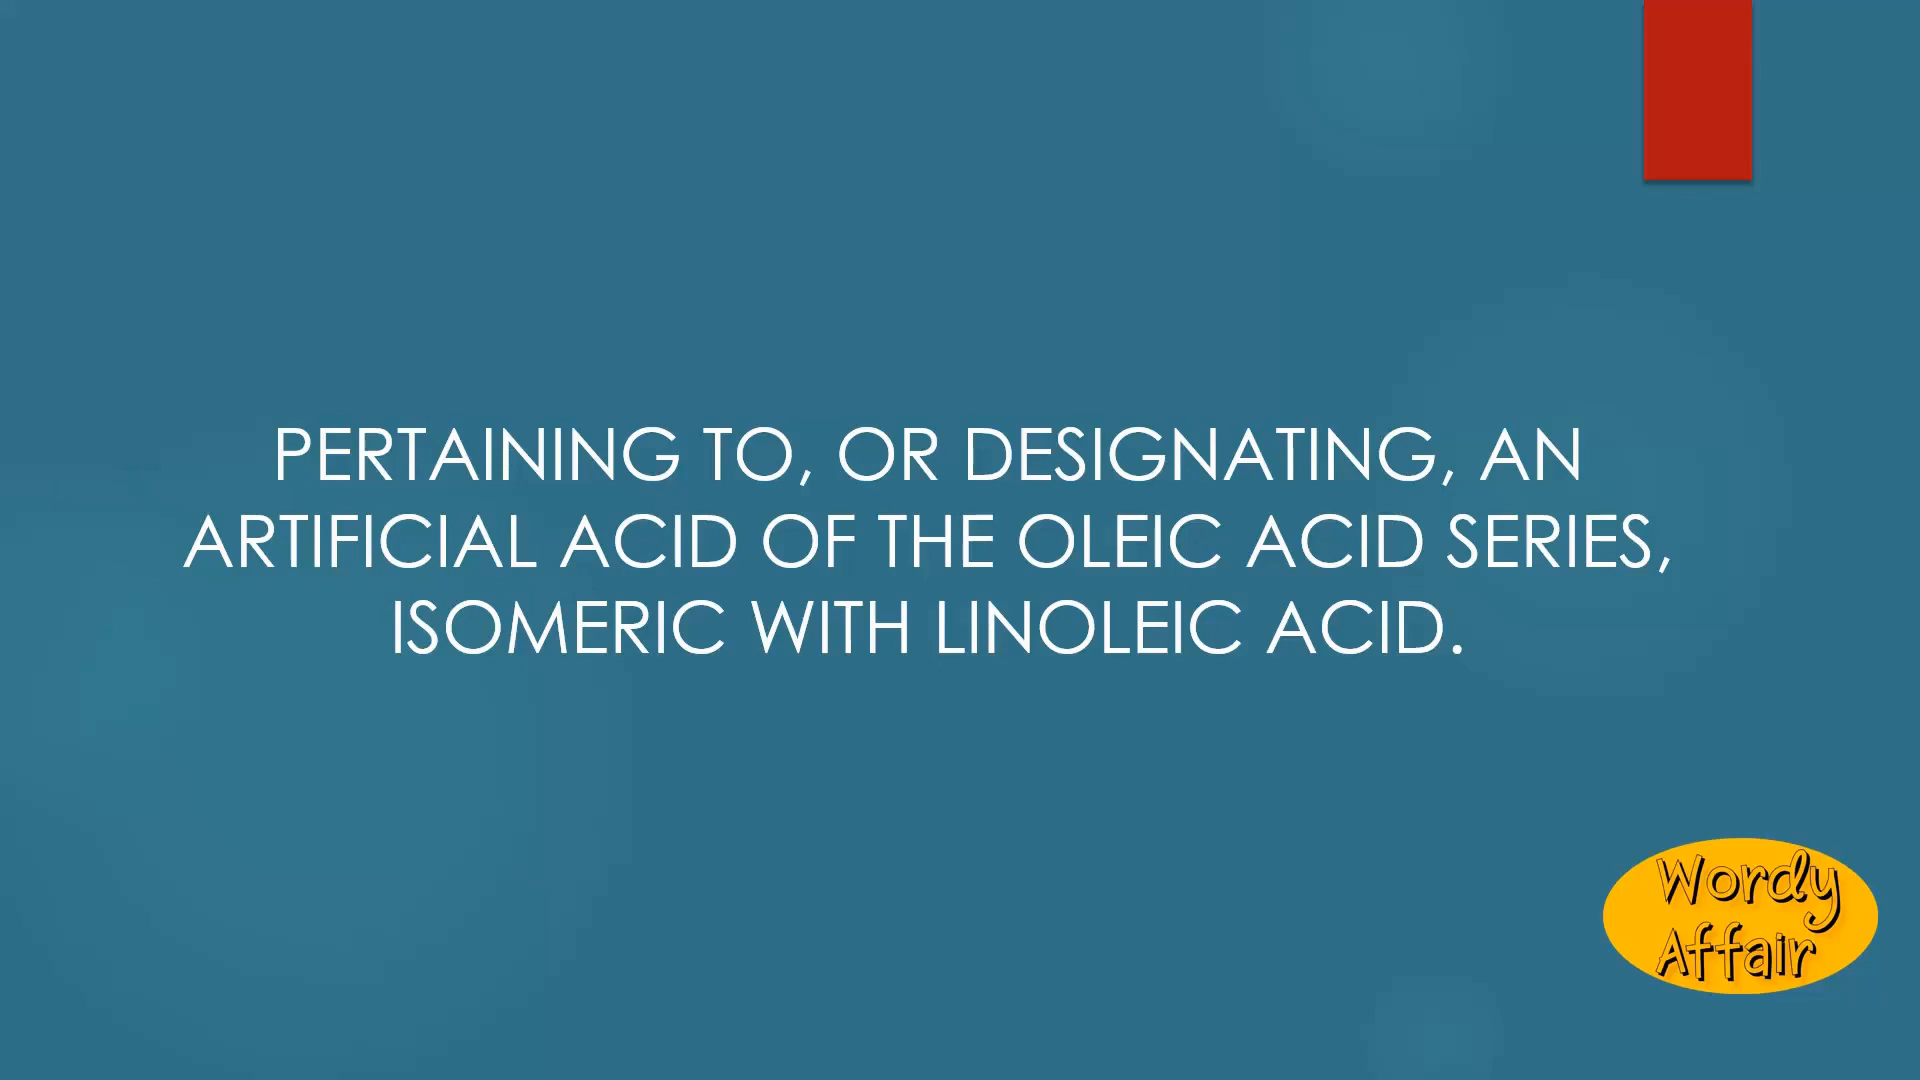 PERTAINING TO, OR DESIGNATING, AN
ARTIFICIAL ACID OF THE OLEIC ACID SERIES,
ISOMERIC WITH LINOLEIC ACID.
Wordy
Affair